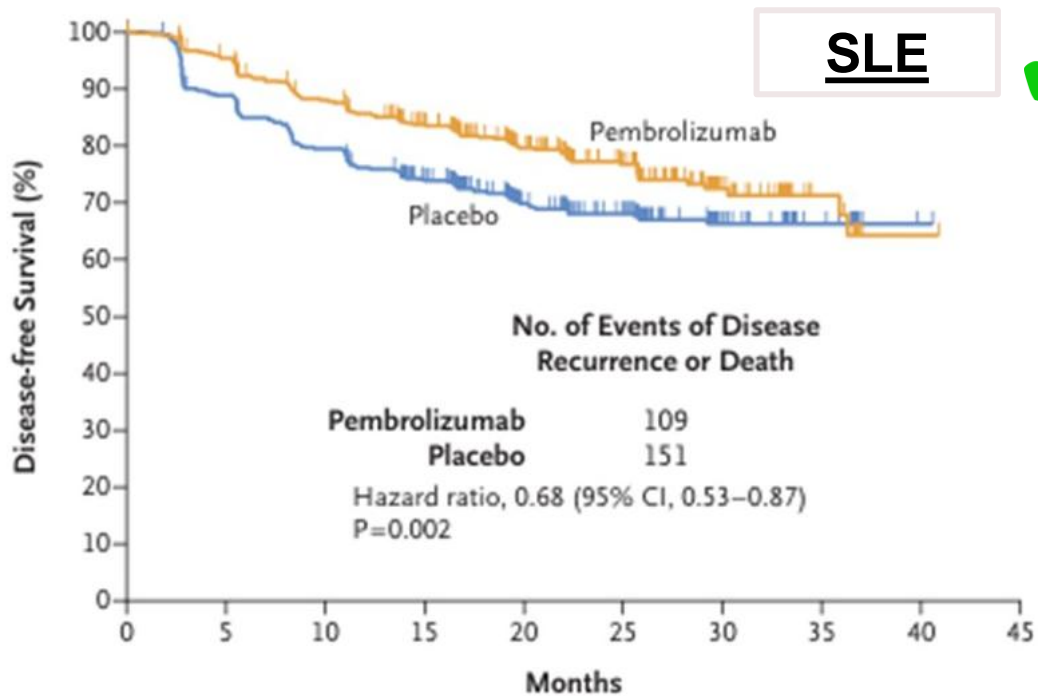 SLE
100
90
80
70
60
50
40
30
20
10
0
Disease-free Survival (%)
Pembrolizumab
Placebo
No. of Events of Disease
Recurrence or Death
Pembrolizumab 109
Placebo 151
Hazard ratio, 0.68 (95% CI, 0.53–0.87)
P=0.002
0 5 10 15 20 25 30 35 40 45
Months